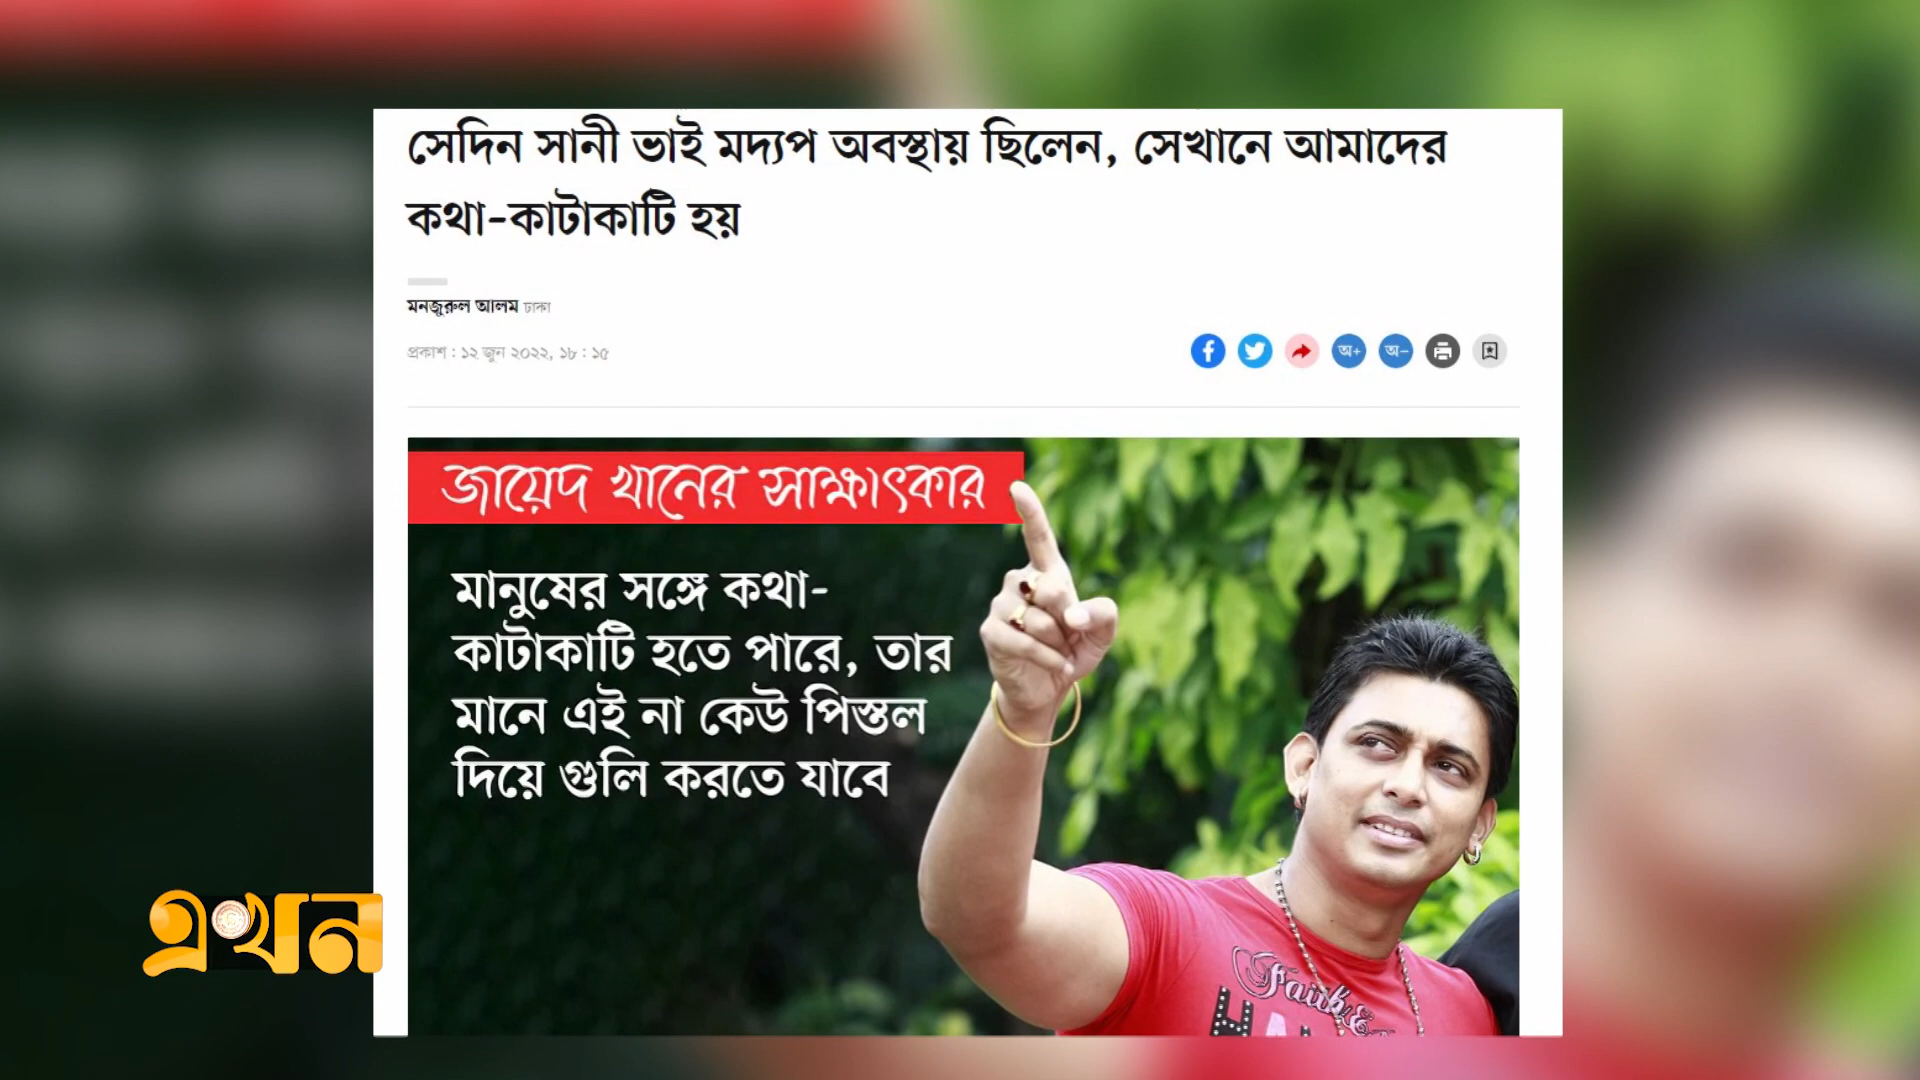 সেদিন সানী ভাই মদ্যপ অবস্থায় ছিলেন, সেখানে আমাদের
কথা-কাটাকাটি হয়
মনজুরুল আলম ঢাকা
প্রকাশ : ১২ জুন ২০২২, ১৮ : ১৫
অ+ অ−
জায়েদ খানের সাক্ষাৎকার
মানুষের সঙ্গে কথা-
কাটাকাটি হতে পারে, তার
মানে এই না কেউ পিস্তল
দিয়ে গুলি করতে যাবে
এখন
Faith